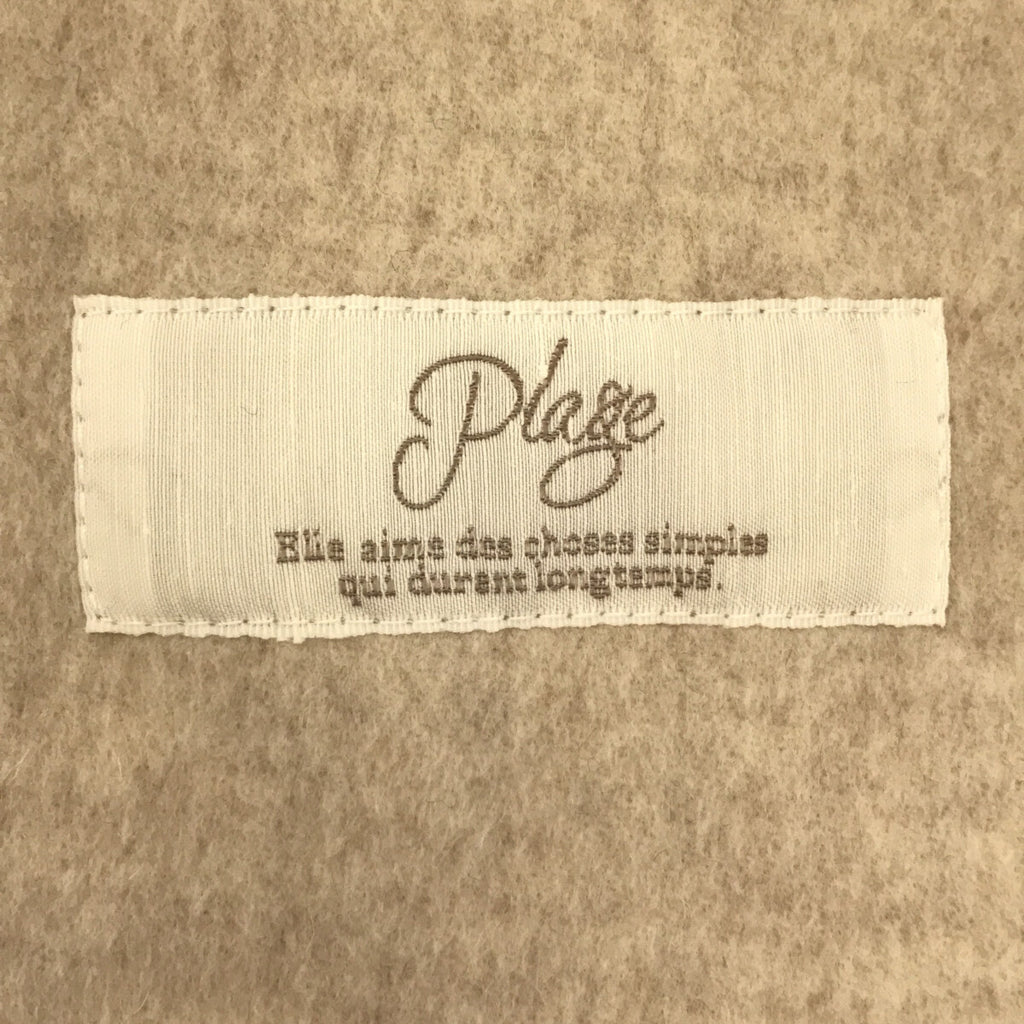 Plage
Elle aime des choses simples
qui durent longtemps.